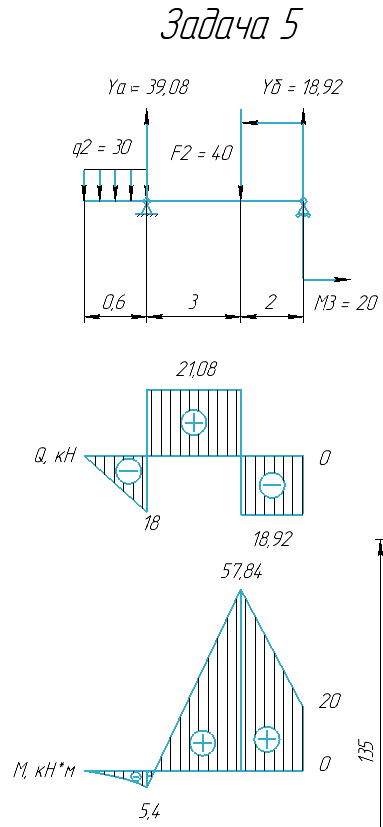 Задача 5
Yа = 39,08
Yб = 18,92
q2 = 30
F2 = 40
0,6
3
2
M3 = 20
21,08
Q, кН
0
18
18,92
57,84
20
M, кН*м
0
5,4
135